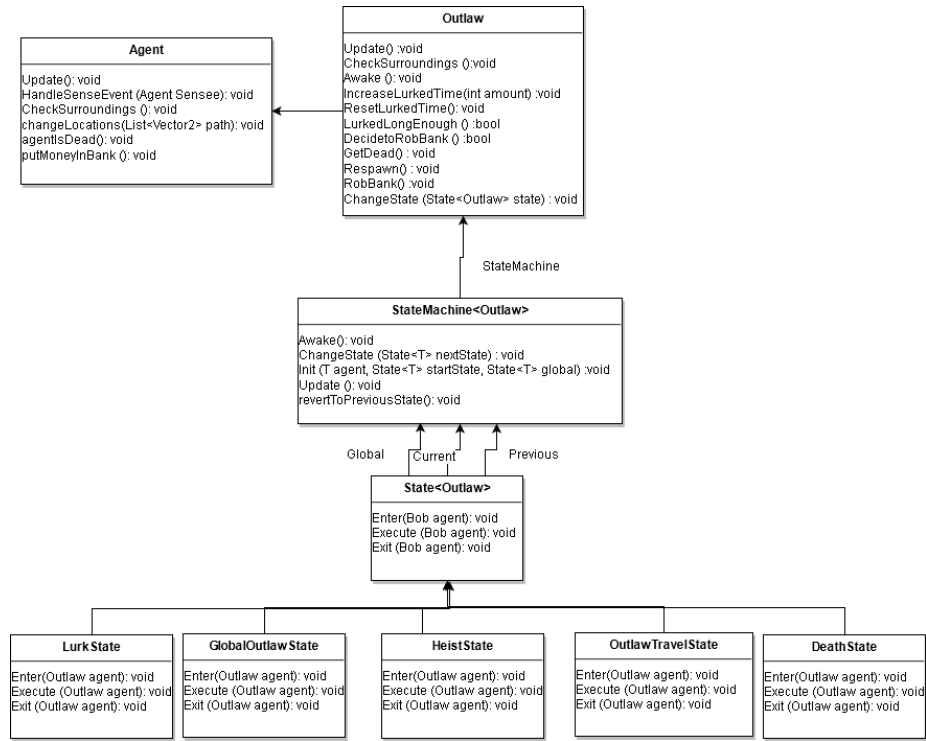 Outlaw
Update() :void
CheckSurroundings ():void
Awake (): void
IncreaseLurkedTime(int amount) :void
ResetLurkedTime(): void
LurkedLongEnough () :bool
DecidetoRobBank () :bool
GetDead() : void
Respawn() : void
RobBank() :void
ChangeState (State<Outlaw> state) : void
Agent
Update(): void
HandleSenseEvent (Agent Sensee): void
CheckSurroundings (): void
changeLocations(List<Vector2> path): void
agentIsDead(): void
putMoneyInBank (): void
StateMachine
StateMachine<Outlaw>
Awake(): void
ChangeState (State<T> nextState) : void
Init (T agent, State<T> startState, State<T> global) :void
Update (): void
revertToPreviousState(): void
Global
Current
Previous
State<Outlaw>
Enter(Bob agent): void
Execute (Bob agent): void
Exit (Bob agent): void
LurkState
Enter(Outlaw agent): void
Execute (Outlaw agent): void
Exit (Outlaw agent): void
GlobalOutlawState
Enter(Outlaw agent): void
Execute (Outlaw agent): void
Exit (Outlaw agent): void
HeistState
Enter(Outlaw agent): void
Execute (Outlaw agent): void
Exit (Outlaw agent): void
OutlawTravelState
Enter(Outlaw agent): void
Execute (Outlaw agent): void
Exit (Outlaw agent): void
DeathState
Enter(Outlaw agent): void
Execute (Outlaw agent): void
Exit (Outlaw agent): void